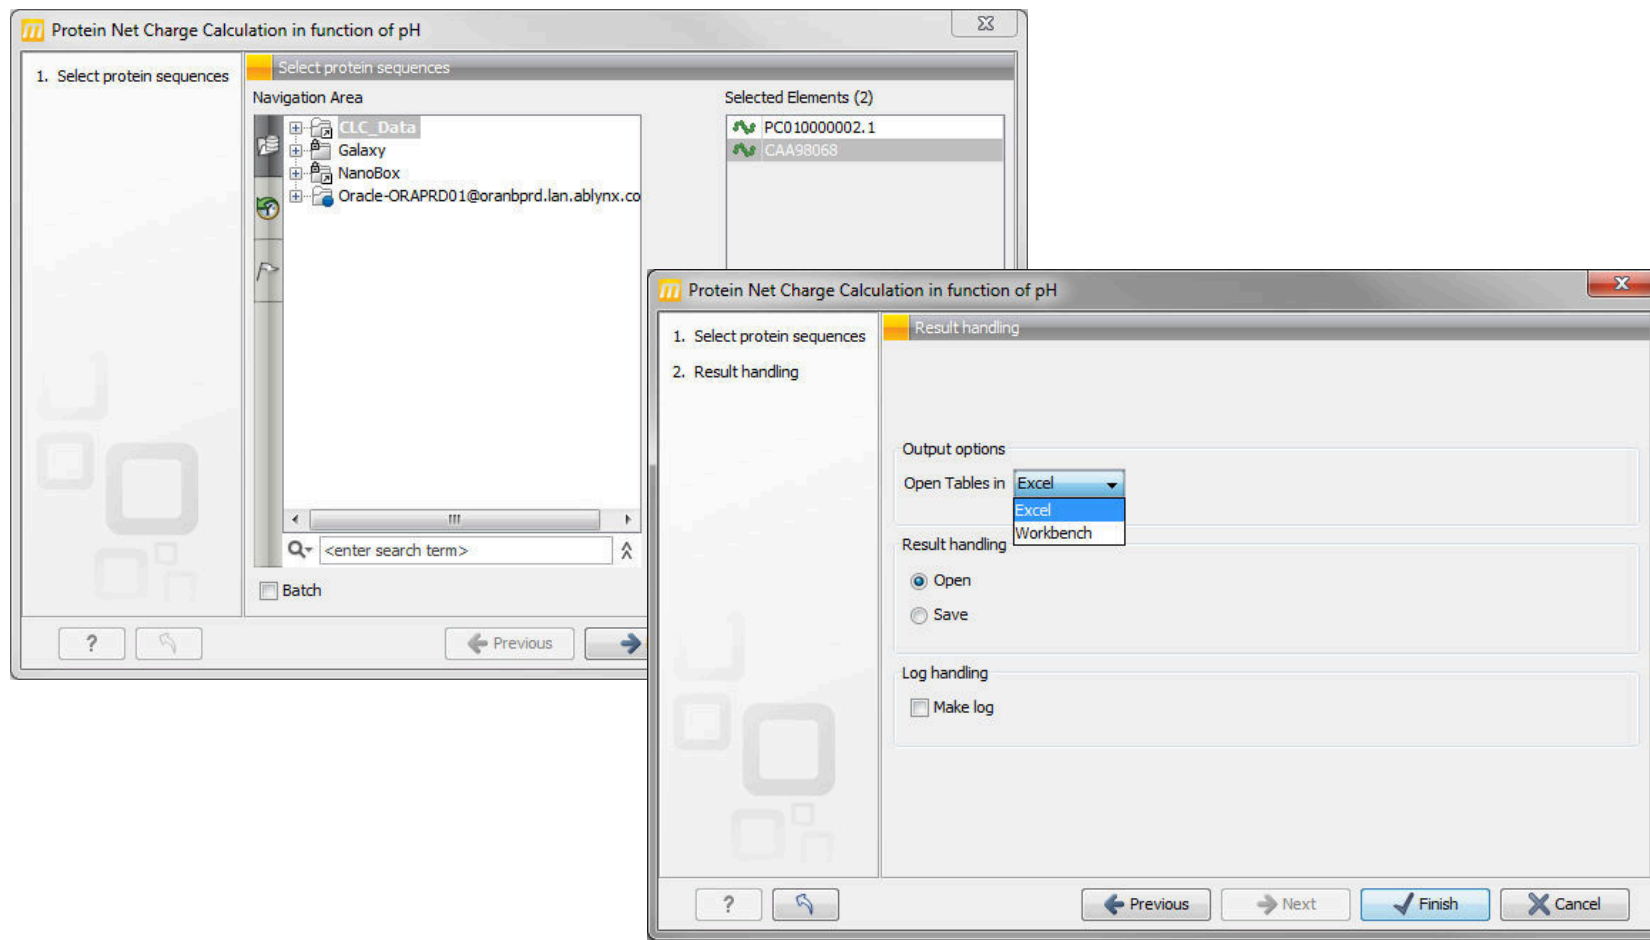 Protein Net Charge Calculation in function of pH
1. Select protein sequences
Select protein sequences
Navigation Area
CLC_Data
Galaxy
NanoBox
Oracle-ORAPRD01@oranbprd.lan.ablynx.co
<enter search term>
Batch
Selected Elements (2)
PC010000002.1
CAA98068
?
Previous
Protein Net Charge Calculation in function of pH
1. Select protein sequences
2. Result handling
Result handling
Output options
Open Tables in Excel
Excel
Workbench
Result handling
Open
Save
Log handling
Make log
?
Previous
Next
Finish
Cancel